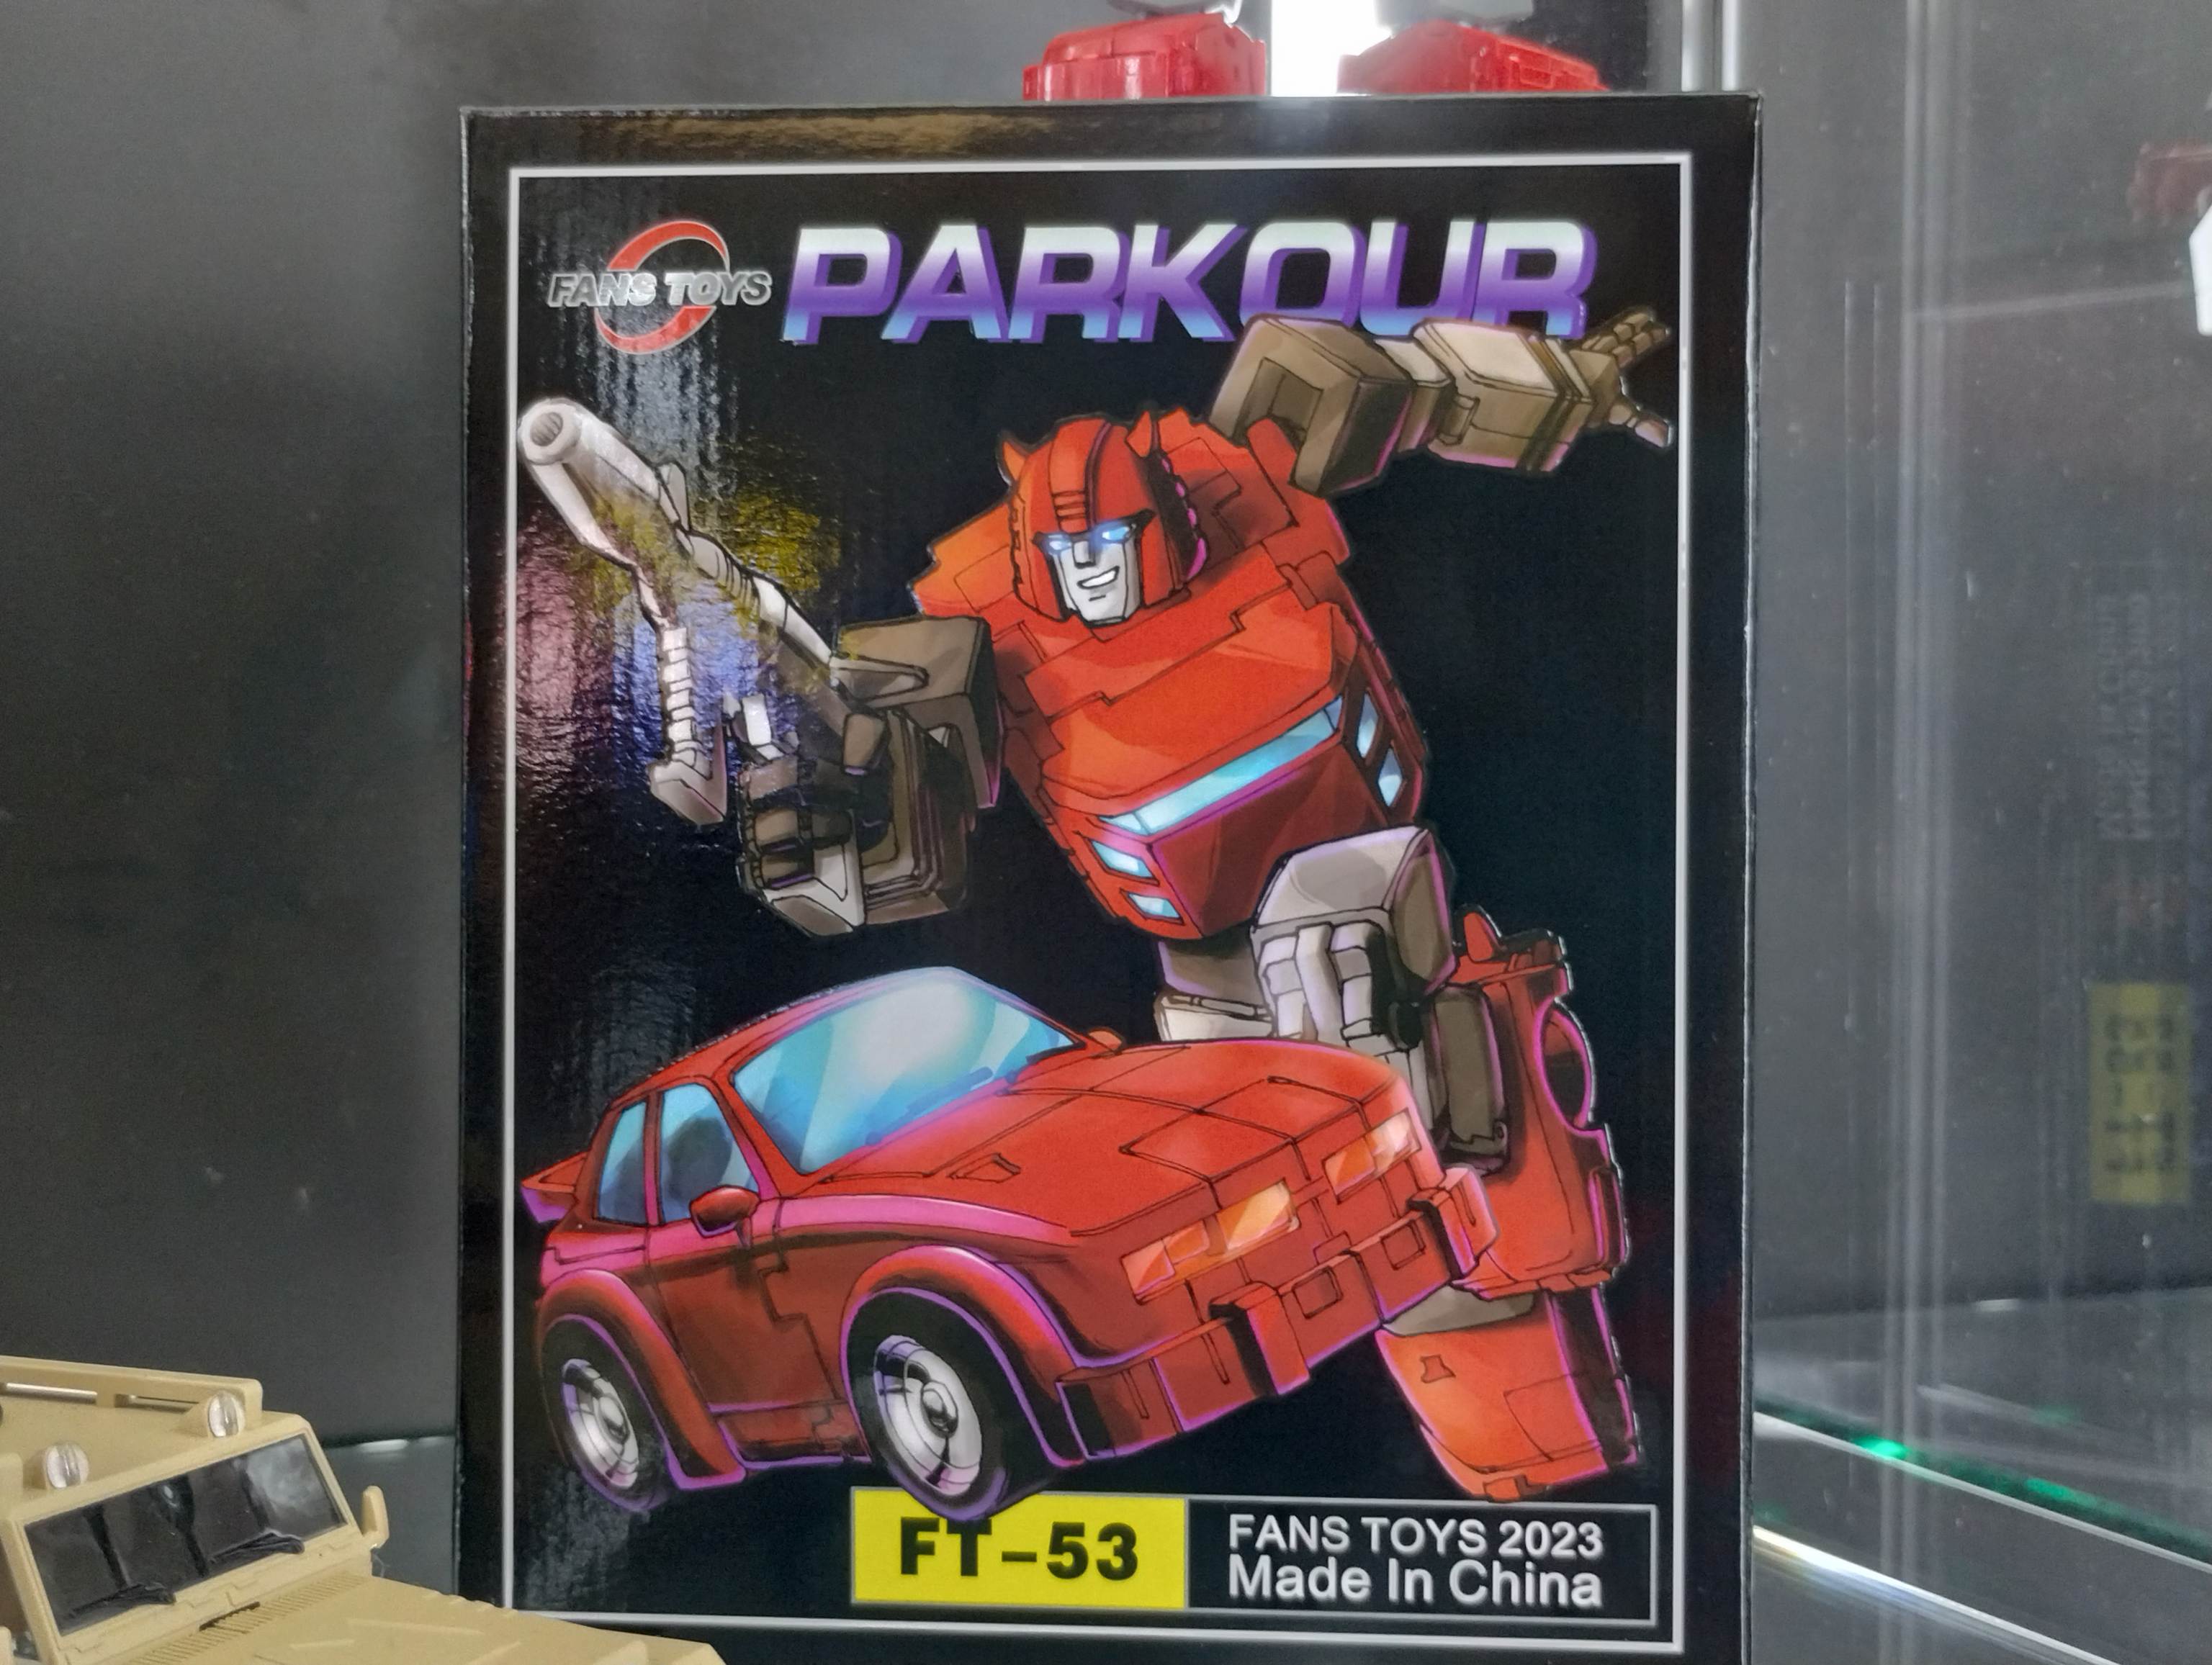 FANS TOYS
PARKOUR
FT-53
FANS TOYS 2023
Made In China